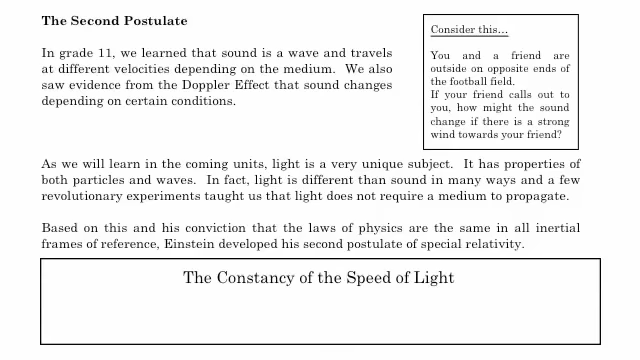 The Second Postulate
In grade 11, we learned that sound is a wave and travels
at different velocities depending on the medium. We also
saw evidence from the Doppler Effect that sound changes
depending on certain conditions.
Consider this...
You and a friend are
outside on opposite ends of
the football field.
If your friend calls out to
you, how might the sound
change if there is a strong
wind towards your friend?
As we will learn in the coming units, light is a very unique subject. It has properties of
both particles and waves. In fact, light is different than sound in many ways and a few
revolutionary experiments taught us that light does not require a medium to propagate.
Based on this and his conviction that the laws of physics are the same in all inertial
frames of reference, Einstein developed his second postulate of special relativity.
The Constancy of the Speed of Light